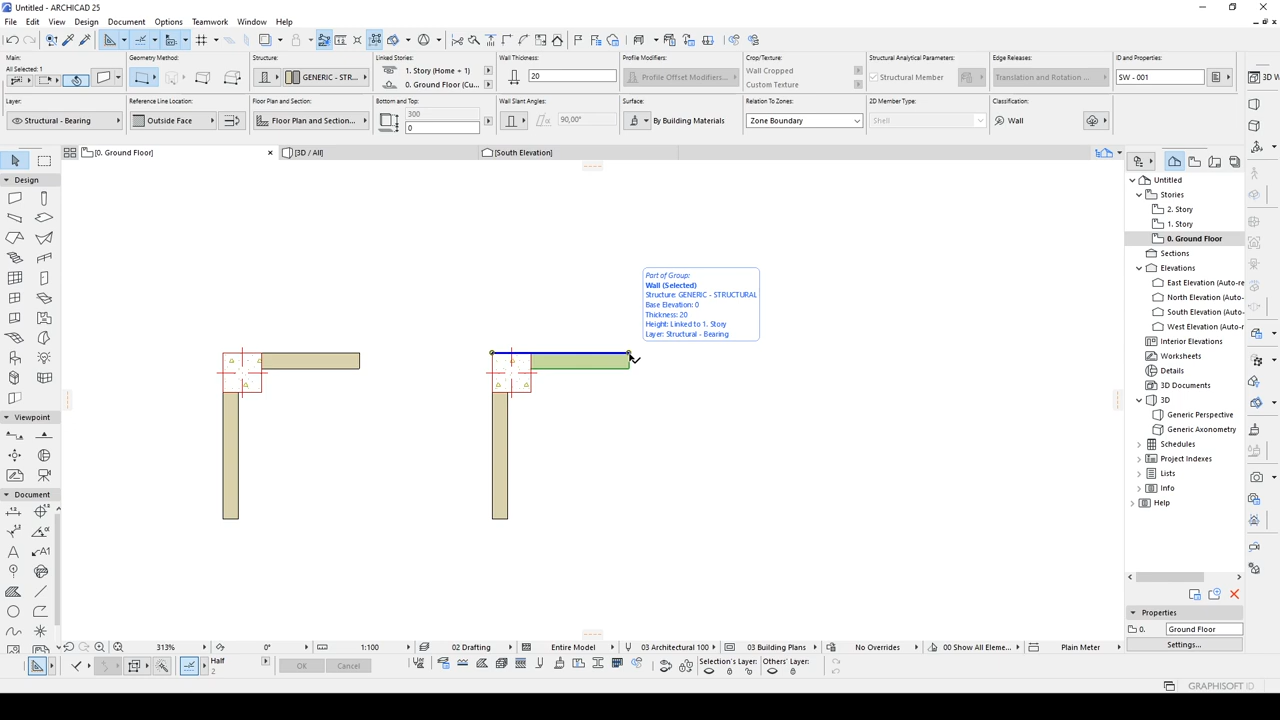 Untitled - ARCHICAD 25
File Edit View Design Document Options Teamwork Window Help
Main:
All Selected: 1
Geometry Method:
Structure:
GENERIC - STR...
Linked Stories:
1. Story (Home + 1)
0. Ground Floor (Cu...
Wall Thickness:
20
Profile Modifiers:
Profile Offset Modifiers...
Crop/Texture:
Wall Cropped
Custom Texture
Structural Analytical Parameters:
Structural Member
Edge Releases:
Translation and Rotation ...
ID and Properties:
SW - 001
3D W
Layer:
Structural - Bearing
Reference Line Location:
Outside Face
Floor Plan and Section:
Floor Plan and Section...
Bottom and Top:
300
0
Wall Slant Angles:
90,00°
Surface:
By Building Materials
Relation To Zones:
Zone Boundary
2D Member Type:
Shell
Classification:
Wall
[0. Ground Floor]
[3D / All]
[South Elevation]
Design
Viewpoint
Document
A
A1
Part of Group:
Wall (Selected)
Structure: GENERIC - STRUCTURAL
Base Elevation: 0
Thickness: 20
Height: Linked to 1. Story
Layer: Structural - Bearing
Untitled
Stories
2. Story
1. Story
0. Ground Floor
Sections
Elevations
East Elevation (Auto-re
North Elevation (Auto-
South Elevation (Auto-
West Elevation (Auto-re
Interior Elevations
Worksheets
Details
3D Documents
3D
Generic Perspective
Generic Axonometry
Schedules
Project Indexes
Lists
Info
Help
Properties
0.
Ground Floor
Settings...
313%
0°
1:100
02 Drafting
Entire Model
03 Architectural 100
03 Building Plans
No Overrides
00 Show All Eleme...
Plain Meter
Half
2
OK
Cancel
Selection's Layer:
Others' Layer:
GRAPHISOFT